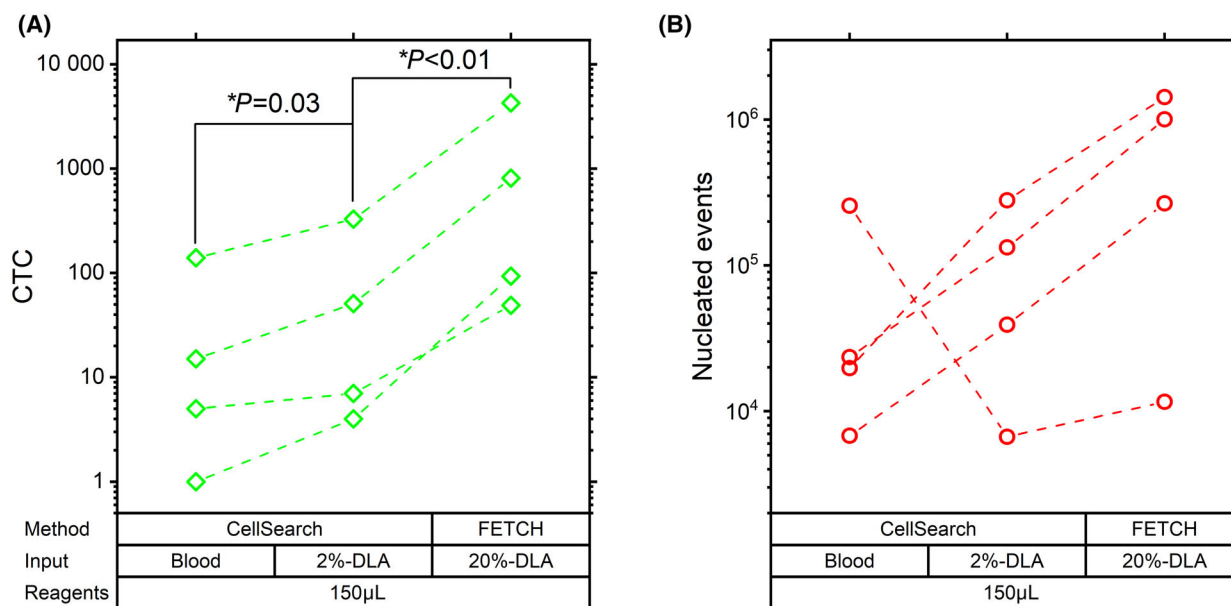 (A)
10 000
1000
100
10
1
CTC
*P=0.03
*P<0.01
Method CellSearch FETCH
Input Blood 2%-DLA 20%-DLA
Reagents 150µL
(B)
10⁶
10⁵
10⁴
Nucleated events
CellSearch FETCH
Blood 2%-DLA 20%-DLA
150µL